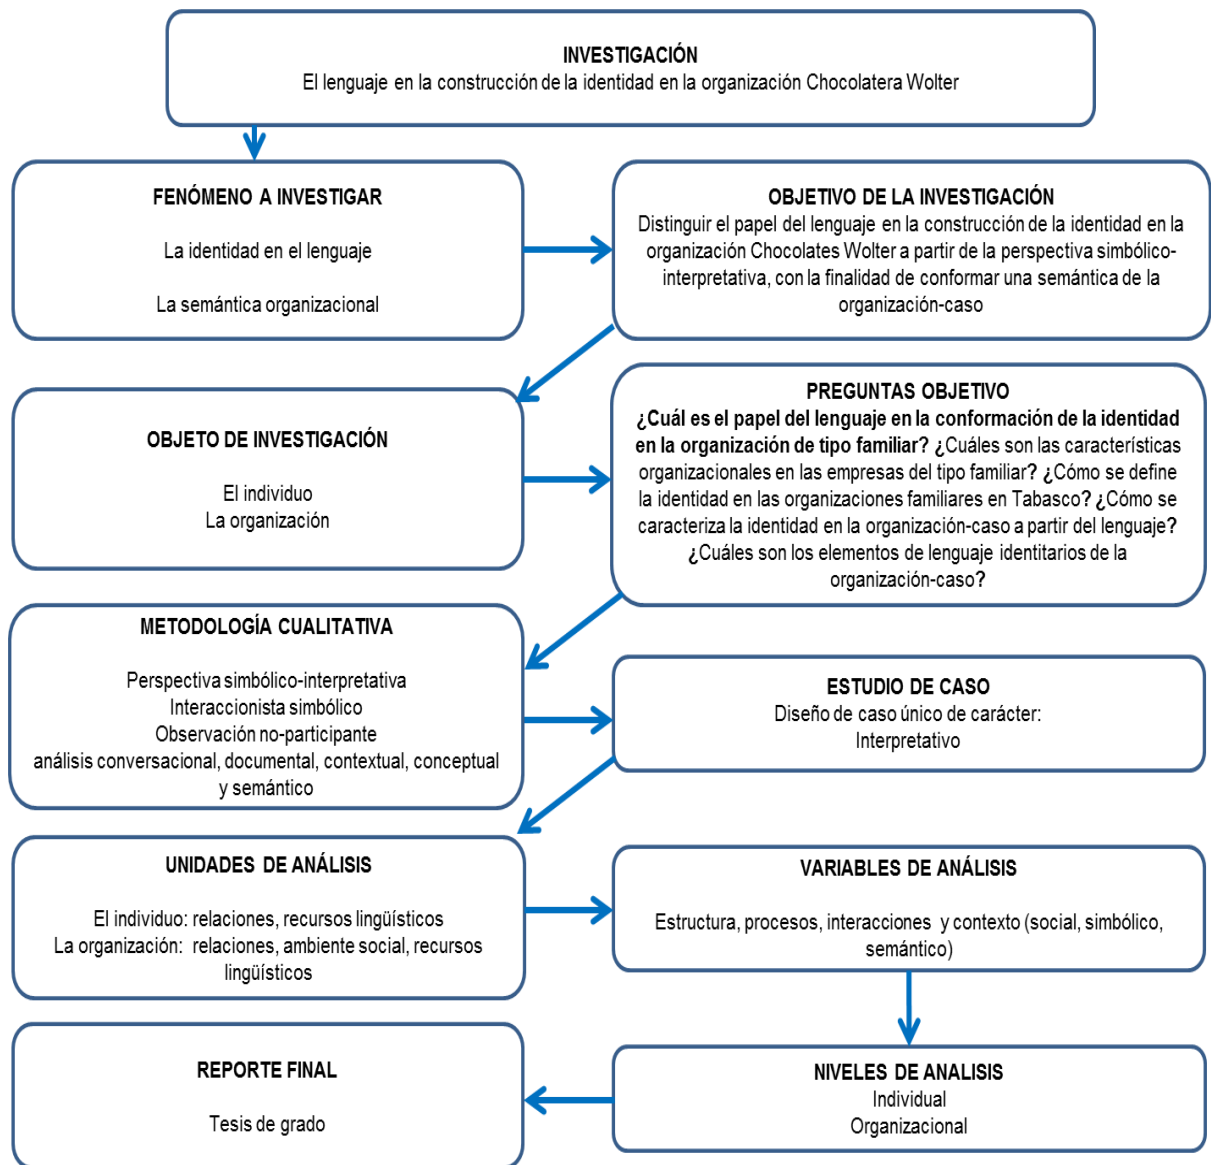 INVESTIGACIÓN
El lenguaje en la construcción de la identidad en la organización Chocolatera Wolter
FENÓMENO A INVESTIGAR
La identidad en el lenguaje
La semántica organizacional
OBJETIVO DE LA INVESTIGACIÓN
Distinguir el papel del lenguaje en la construcción de la identidad en la
organización Chocolates Wolter a partir de la perspectiva simbólico-
interpretativa, con la finalidad de conformar una semántica de la
organización-caso
OBJETO DE INVESTIGACIÓN
El individuo
La organización
PREGUNTAS OBJETIVO
¿Cuál es el papel del lenguaje en la conformación de la identidad
en la organización de tipo familiar? ¿Cuáles son las características
organizacionales en las empresas del tipo familiar? ¿Cómo se define
la identidad en las organizaciones familiares en Tabasco? ¿Cómo se
caracteriza la identidad en la organización-caso a partir del lenguaje?
¿Cuáles son los elementos de lenguaje identitarios de la
organización-caso?
METODOLOGÍA CUALITATIVA
Perspectiva simbólico-interpretativa
Interaccionista simbólico
Observación no-participante
análisis conversacional, documental, contextual, conceptual
y semántico
ESTUDIO DE CASO
Diseño de caso único de carácter:
Interpretativo
UNIDADES DE ANÁLISIS
El individuo: relaciones, recursos lingüísticos
La organización: relaciones, ambiente social, recursos
lingüísticos
VARIABLES DE ANÁLISIS
Estructura, procesos, interacciones y contexto (social, simbólico,
semántico)
REPORTE FINAL
Tesis de grado
NIVELES DE ANALISIS
Individual
Organizacional